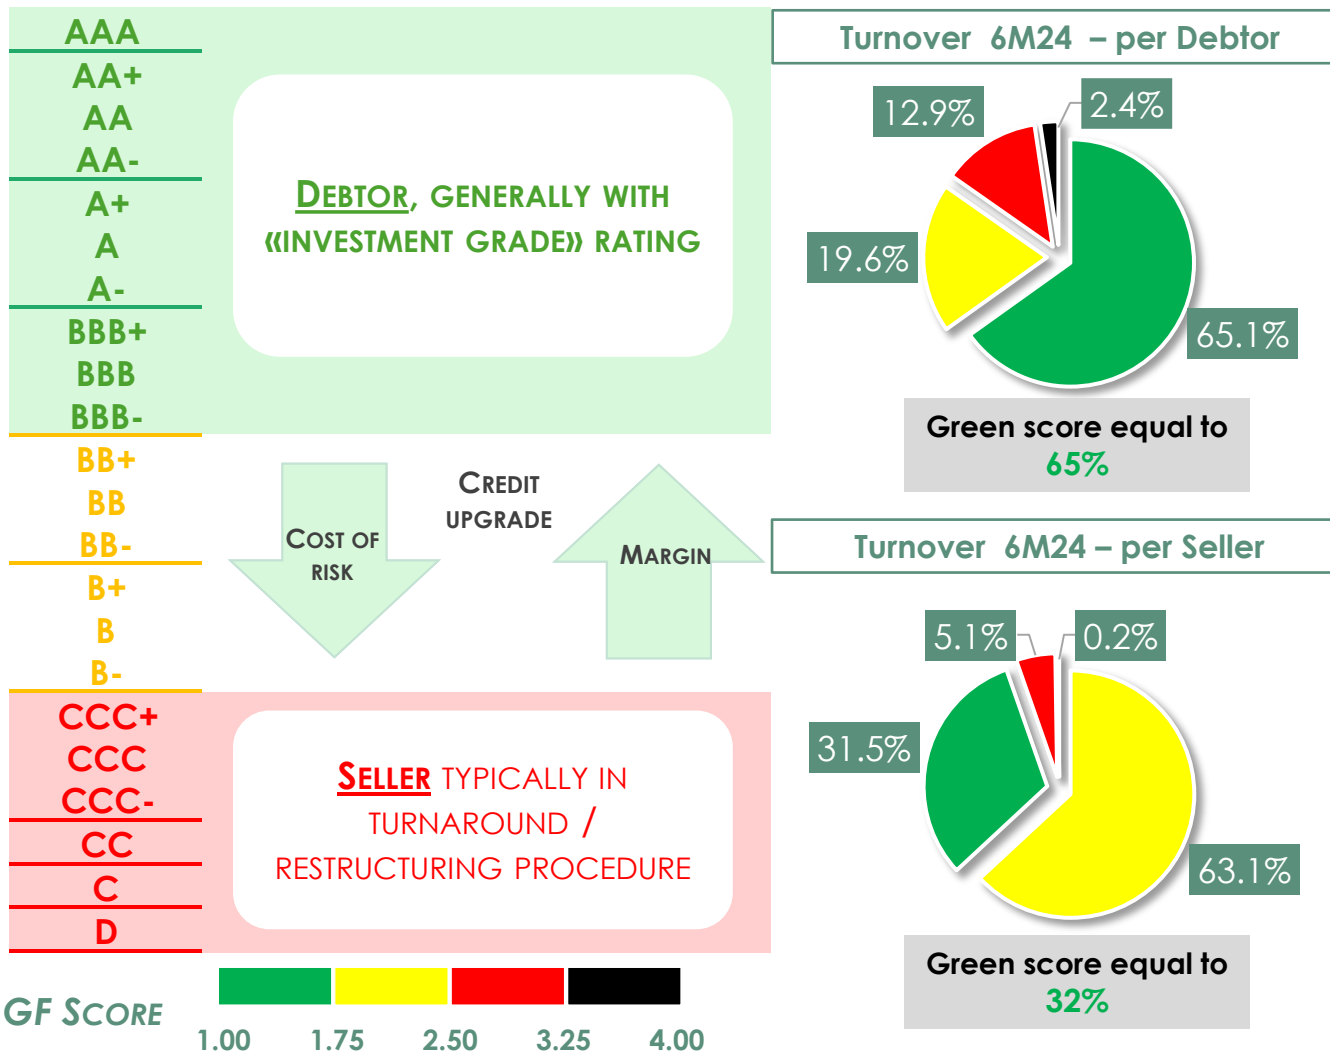 AAA
AA+
AA
AA-
A+
A
A-
BBB+
BBB
BBB-
BB+
BB
BB-
B+
B
B-
CCC+
CCC
CCC-
CC
C
D
DEBTOR, GENERALLY WITH
«INVESTMENT GRADE» RATING
COST OF
RISK
CREDIT
UPGRADE
MARGIN
SELLER TYPICALLY IN
TURNAROUND /
RESTRUCTURING PROCEDURE
GF SCORE
1.00 1.75 2.50 3.25 4.00
Turnover 6M24 – per Debtor
12.9%
2.4%
19.6%
65.1%
Green score equal to
65%
Turnover 6M24 – per Seller
5.1%
0.2%
31.5%
63.1%
Green score equal to
32%